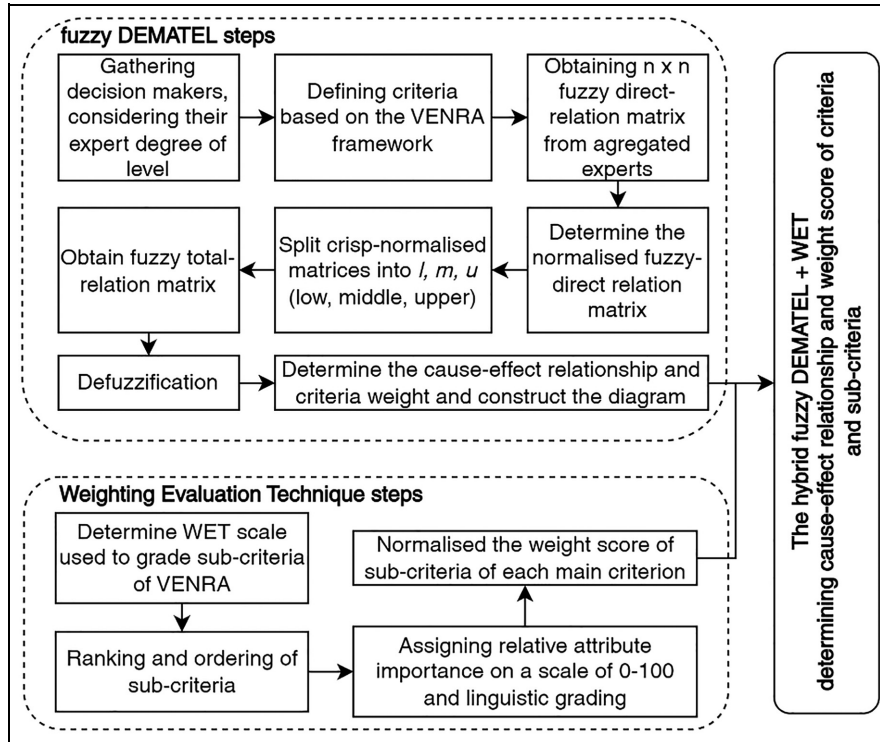 fuzzy DEMATEL steps
Gathering
decision makers,
considering their
expert degree of
level
Defining criteria
based on the VENRA
framework
Obtaining n x n
fuzzy direct-
relation matrix
from agregated
experts
Determine the
normalised fuzzy-
direct relation
matrix
Split crisp-normalised
matrices into l, m, u
(low, middle, upper)
Obtain fuzzy total-
relation matrix
Defuzzification
Determine the cause-effect relationship and
criteria weight and construct the diagram
Weighting Evaluation Technique steps
Determine WET scale
used to grade sub-criteria
of VENRA
Ranking and ordering of
sub-criteria
Assigning relative attribute
importance on a scale of 0-100
and linguistic grading
Normalised the weight score of
sub-criteria of each main criterion
The hybrid fuzzy DEMATEL + WET
determining cause-effect relationship and weight score of criteria
and sub-criteria